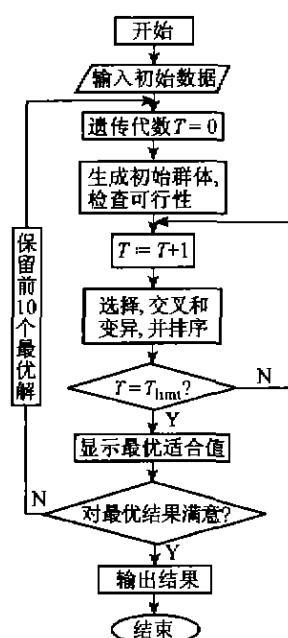 开始
输入初始数据
遗传代数T=0
生成初始群体,
检查可行性
T=T+1
选择,交叉和
变异,并排序
T=Tlimt?
N
Y
显示最优适合值
保留前10个最优解
N
对最优结果满意?
Y
输出结果
结束